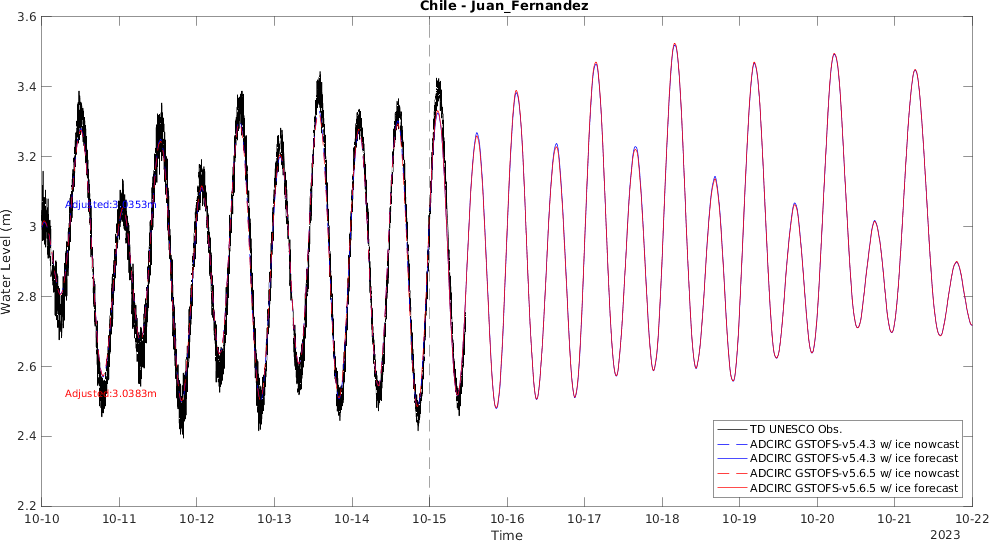 Chile - Juan_Fernandez
Water Level (m)
3.6
3.4
3.2
3
2.8
2.6
2.4
2.2
Adjusted:3.0353m
Adjusted:3.0383m
TD UNESCO Obs.
ADCIRC GSTOFS-v5.4.3 w/ ice nowcast
ADCIRC GSTOFS-v5.4.3 w/ ice forecast
ADCIRC GSTOFS-v5.6.5 w/ ice nowcast
ADCIRC GSTOFS-v5.6.5 w/ ice forecast
10-10 10-11 10-12 10-13 10-14 10-15 10-16 10-17 10-18 10-19 10-20 10-21 10-22
Time
2023